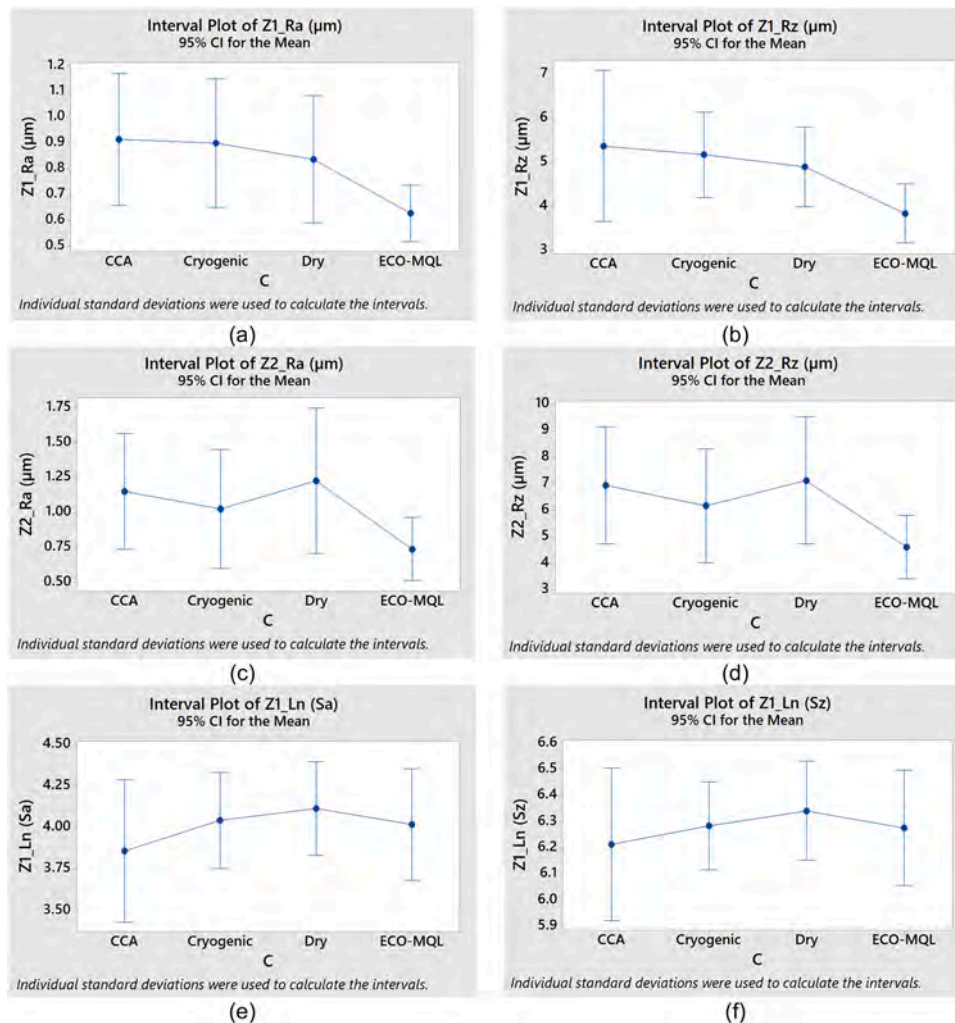 Interval Plot of Z1_Ra (µm)
95% CI for the Mean
1.2
1.1
1.0
0.9
0.8
0.7
0.6
0.5
Z1_Ra (µm)
CCA Cryogenic Dry ECO-MQL
C
Individual standard deviations were used to calculate the intervals.
(a)
Interval Plot of Z1_Rz (µm)
95% CI for the Mean
7
6
5
4
3
Z1_Rz (µm)
CCA Cryogenic Dry ECO-MQL
C
Individual standard deviations were used to calculate the intervals.
(b)
Interval Plot of Z2_Ra (µm)
95% CI for the Mean
1.75
1.50
1.25
1.00
0.75
0.50
Z2_Ra (µm)
CCA Cryogenic Dry ECO-MQL
C
Individual standard deviations were used to calculate the intervals.
(c)
Interval Plot of Z2_Rz (µm)
95% CI for the Mean
10
9
8
7
6
5
4
3
Z2_Rz (µm)
CCA Cryogenic Dry ECO-MQL
C
Individual standard deviations were used to calculate the intervals.
(d)
Interval Plot of Z1_Ln (Sa)
95% CI for the Mean
4.50
4.25
4.00
3.75
3.50
Z1_Ln (Sa)
CCA Cryogenic Dry ECO-MQL
C
Individual standard deviations were used to calculate the intervals.
(e)
Interval Plot of Z1_Ln (Sz)
95% CI for the Mean
6.6
6.5
6.4
6.3
6.2
6.1
6.0
5.9
Z1_Ln (Sz)
CCA Cryogenic Dry ECO-MQL
C
Individual standard deviations were used to calculate the intervals.
(f)